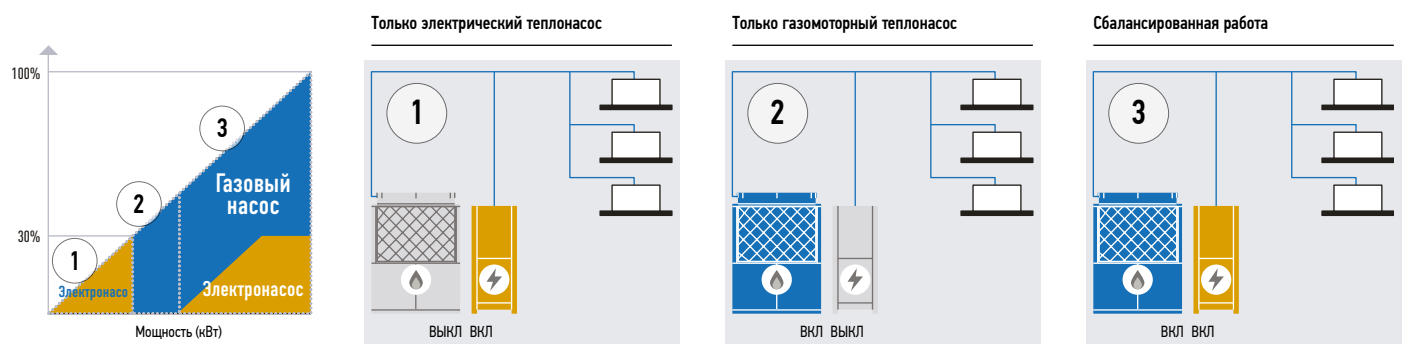 100%
30%
1
2
3
Газовый
насос
Электронасо
Электронасос
Мощность (кВт)
Только электрический теплонасос
1
ВЫКЛ ВКЛ
Только газомоторный теплонасос
2
ВКЛ ВЫКЛ
Сбалансированная работа
3
ВКЛ ВКЛ